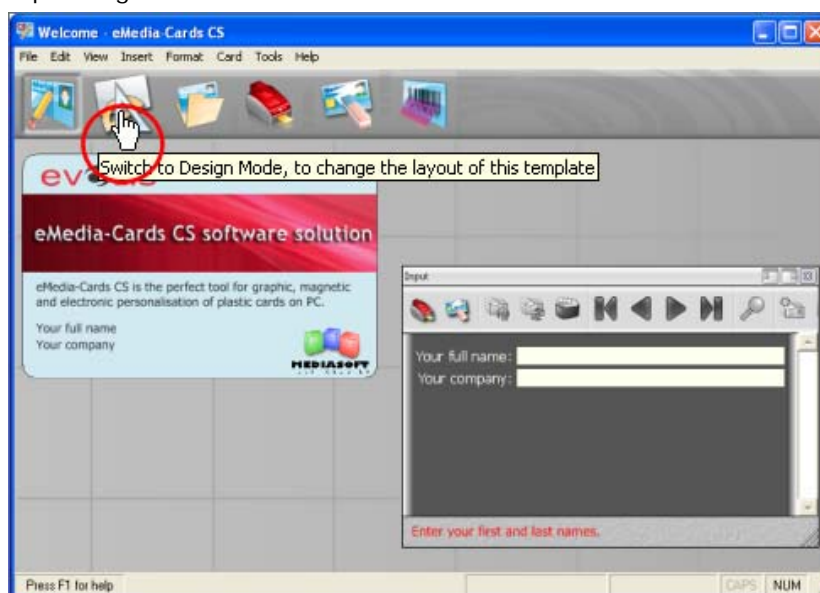 Welcome - eMedia-Cards CS
File Edit View Insert Format Card Tools Help
Switch to Design Mode, to change the layout of this template
eMedia-Cards CS software solution
eMedia-Cards CS is the perfect tool for graphic, magnetic
and electronic personalisation of plastic cards on PC.
Your full name
Your company
MEDIASOFT
Input
Your full name:
Your company:
Enter your first and last names.
Press F1 for help
CAPS NUM